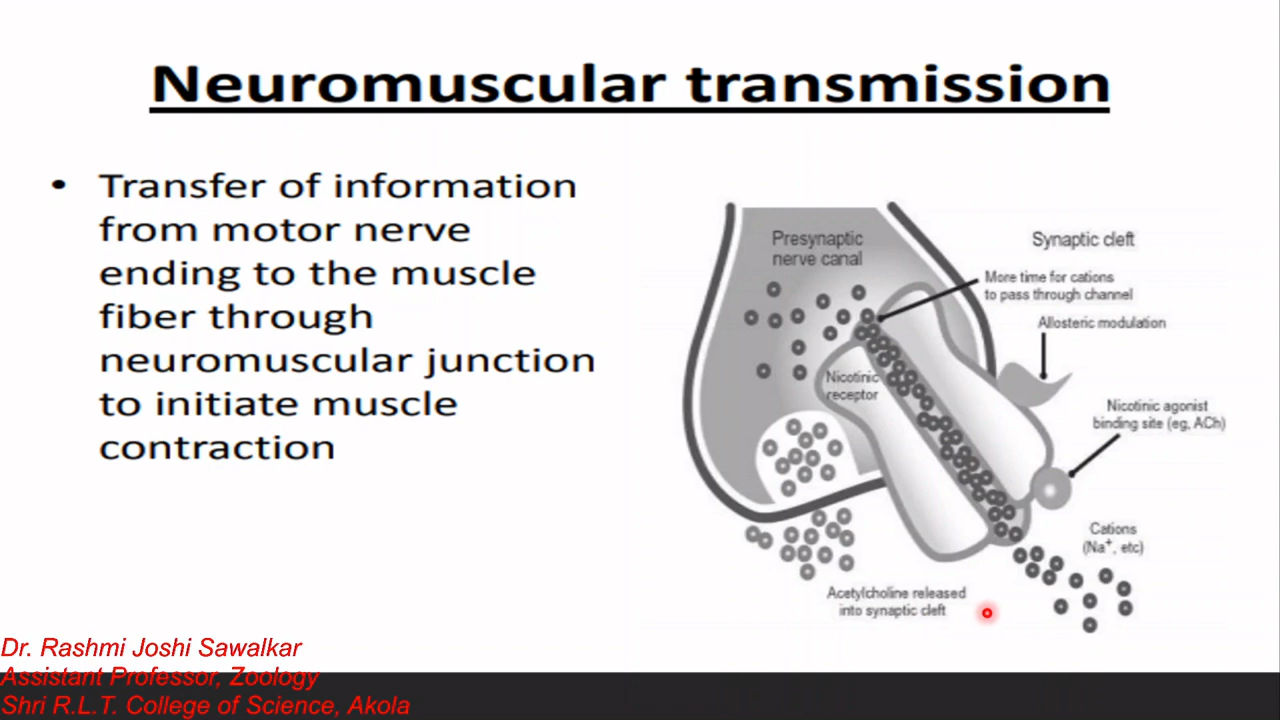 Neuromuscular transmission
• Transfer of information
from motor nerve
ending to the muscle
fiber through
neuromuscular junction
to initiate muscle
contraction
Presynaptic
nerve canal
Synaptic cleft
More time for cations
to pass through channel
Allosteric modulation
Nicotinic
receptor
Nicotinic agonist
binding site (eg, ACh)
Cations
(Na⁺, etc)
Acetylcholine released
into synaptic cleft
Dr. Rashmi Joshi Sawalkar
Assistant Professor, Zoology
Shri R.L.T. College of Science, Akola